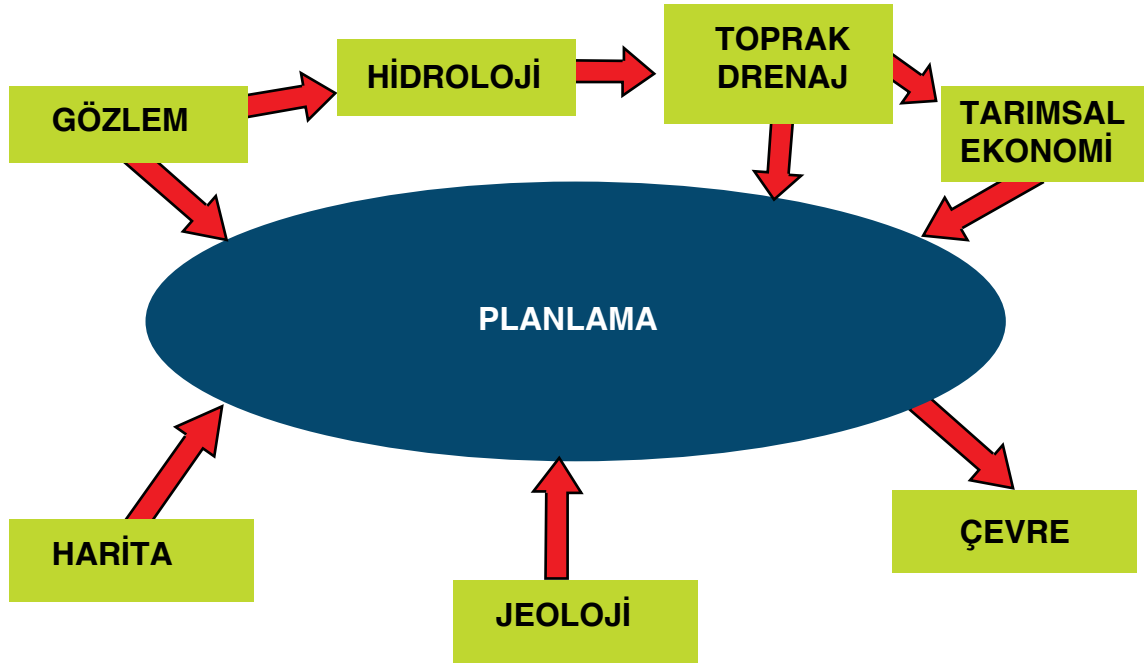 TOPRAK
DRENAJ
HİDROLOJİ
GÖZLEM
TARIMSAL
EKONOMİ
PLANLAMA
HARİTA
ÇEVRE
JEOLOJİ